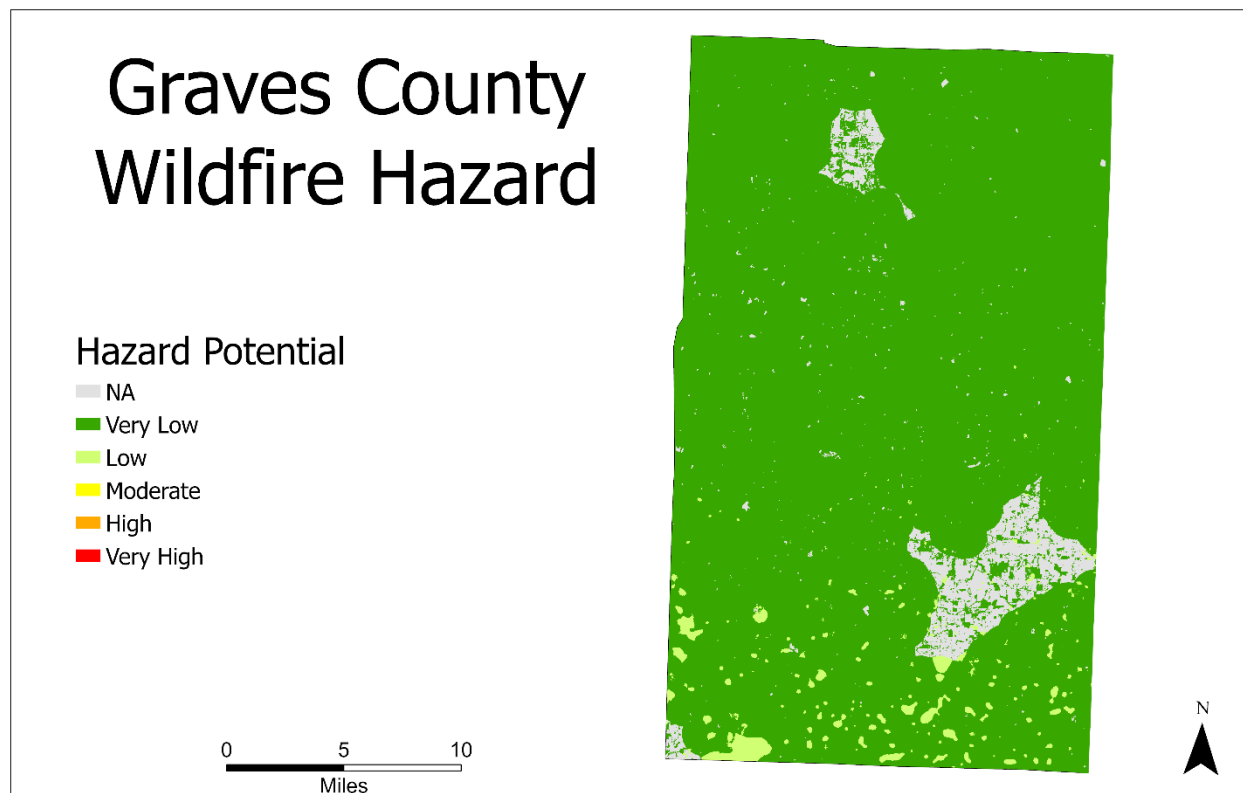 Graves County
Wildfire Hazard
Hazard Potential
NA
Very Low
Low
Moderate
High
Very High
0 5 10
Miles
N